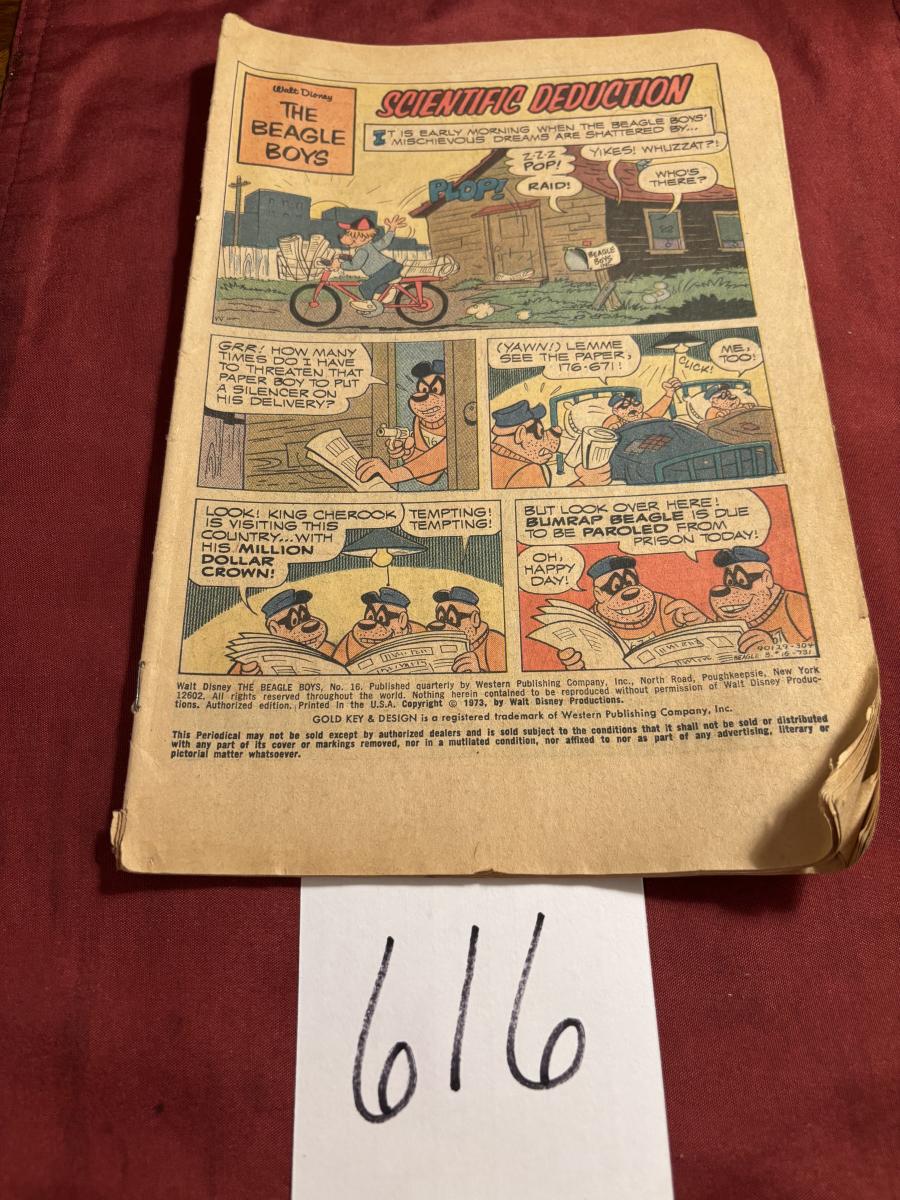 Walt Disney
THE
BEAGLE
BOYS
SCIENTIFIC DEDUCTION
IT IS EARLY MORNING WHEN THE BEAGLE BOYS'
MISCHIEVOUS DREAMS ARE SHATTERED BY...
PLOP!
Z-Z-Z
POP!
RAID!
YIKES! WHUZZAT?!
WHO'S
THERE?
BEAGLE
BOYS
GRR! HOW MANY
TIMES DO I HAVE
TO THREATEN THAT
PAPER BOY TO PUT
A SILENCER ON
HIS DELIVERY?
(YAWN!) LEMME
SEE THE PAPER,
176-671!
CLICK!
ME,
TOO!
LOOK! KING CHEROOK
IS VISITING THIS
COUNTRY...WITH
HIS MILLION
DOLLAR
CROWN!
TEMPTING!
TEMPTING!
BUT LOOK OVER HERE!
BUMRAP BEAGLE IS DUE
TO BE PAROLED FROM
PRISON TODAY!
OH,
HAPPY
DAY!
90129-304
BEAGLE B. #16-731
Walt Disney THE BEAGLE BOYS, No. 16. Published quarterly by Western Publishing Company, Inc., North Road, Poughkeepsie, New York
12602. All rights reserved throughout the world. Nothing herein contained to be reproduced without permission of Walt Disney Produc-
tions. Authorized edition. Printed in the U.S.A. Copyright © 1973, by Walt Disney Productions.
GOLD KEY & DESIGN is a registered trademark of Western Publishing Company, Inc.
This Periodical may not be sold except by authorized dealers and is sold subject to the conditions that it shall not be sold or distributed
with any part of its cover or markings removed, nor in a mutilated condition, nor affixed to nor as part of any advertising, literary or
pictorial matter whatsoever.
616